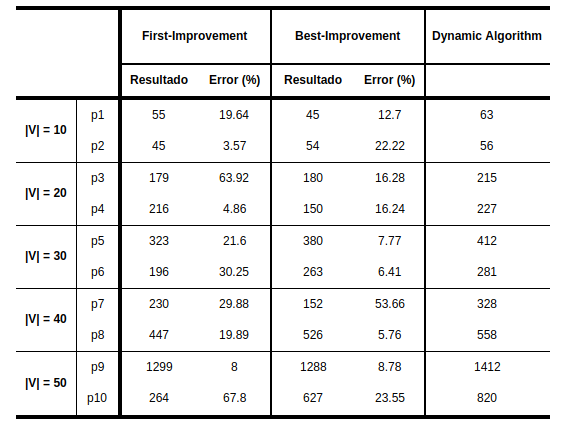 First-Improvement Best-Improvement Dynamic Algorithm
Resultado Error (%) Resultado Error (%)
|V| = 10
p1 55 19.64 45 12.7 63
p2 45 3.57 54 22.22 56
|V| = 20
p3 179 63.92 180 16.28 215
p4 216 4.86 150 16.24 227
|V| = 30
p5 323 21.6 380 7.77 412
p6 196 30.25 263 6.41 281
|V| = 40
p7 230 29.88 152 53.66 328
p8 447 19.89 526 5.76 558
|V| = 50
p9 1299 8 1288 8.78 1412
p10 264 67.8 627 23.55 820